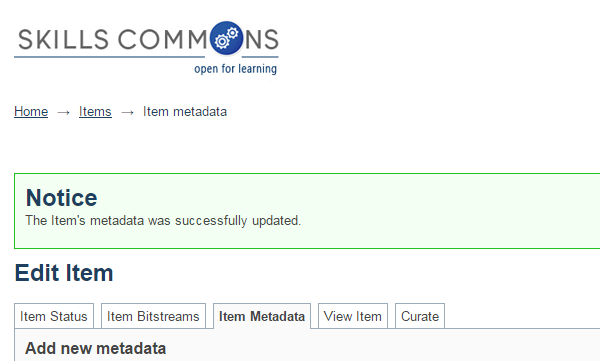 SKILLS COMMONS
open for learning
Home → Items → Item metadata
Notice
The Item's metadata was successfully updated.
Edit Item
Item Status Item Bitstreams Item Metadata View Item Curate
Add new metadata